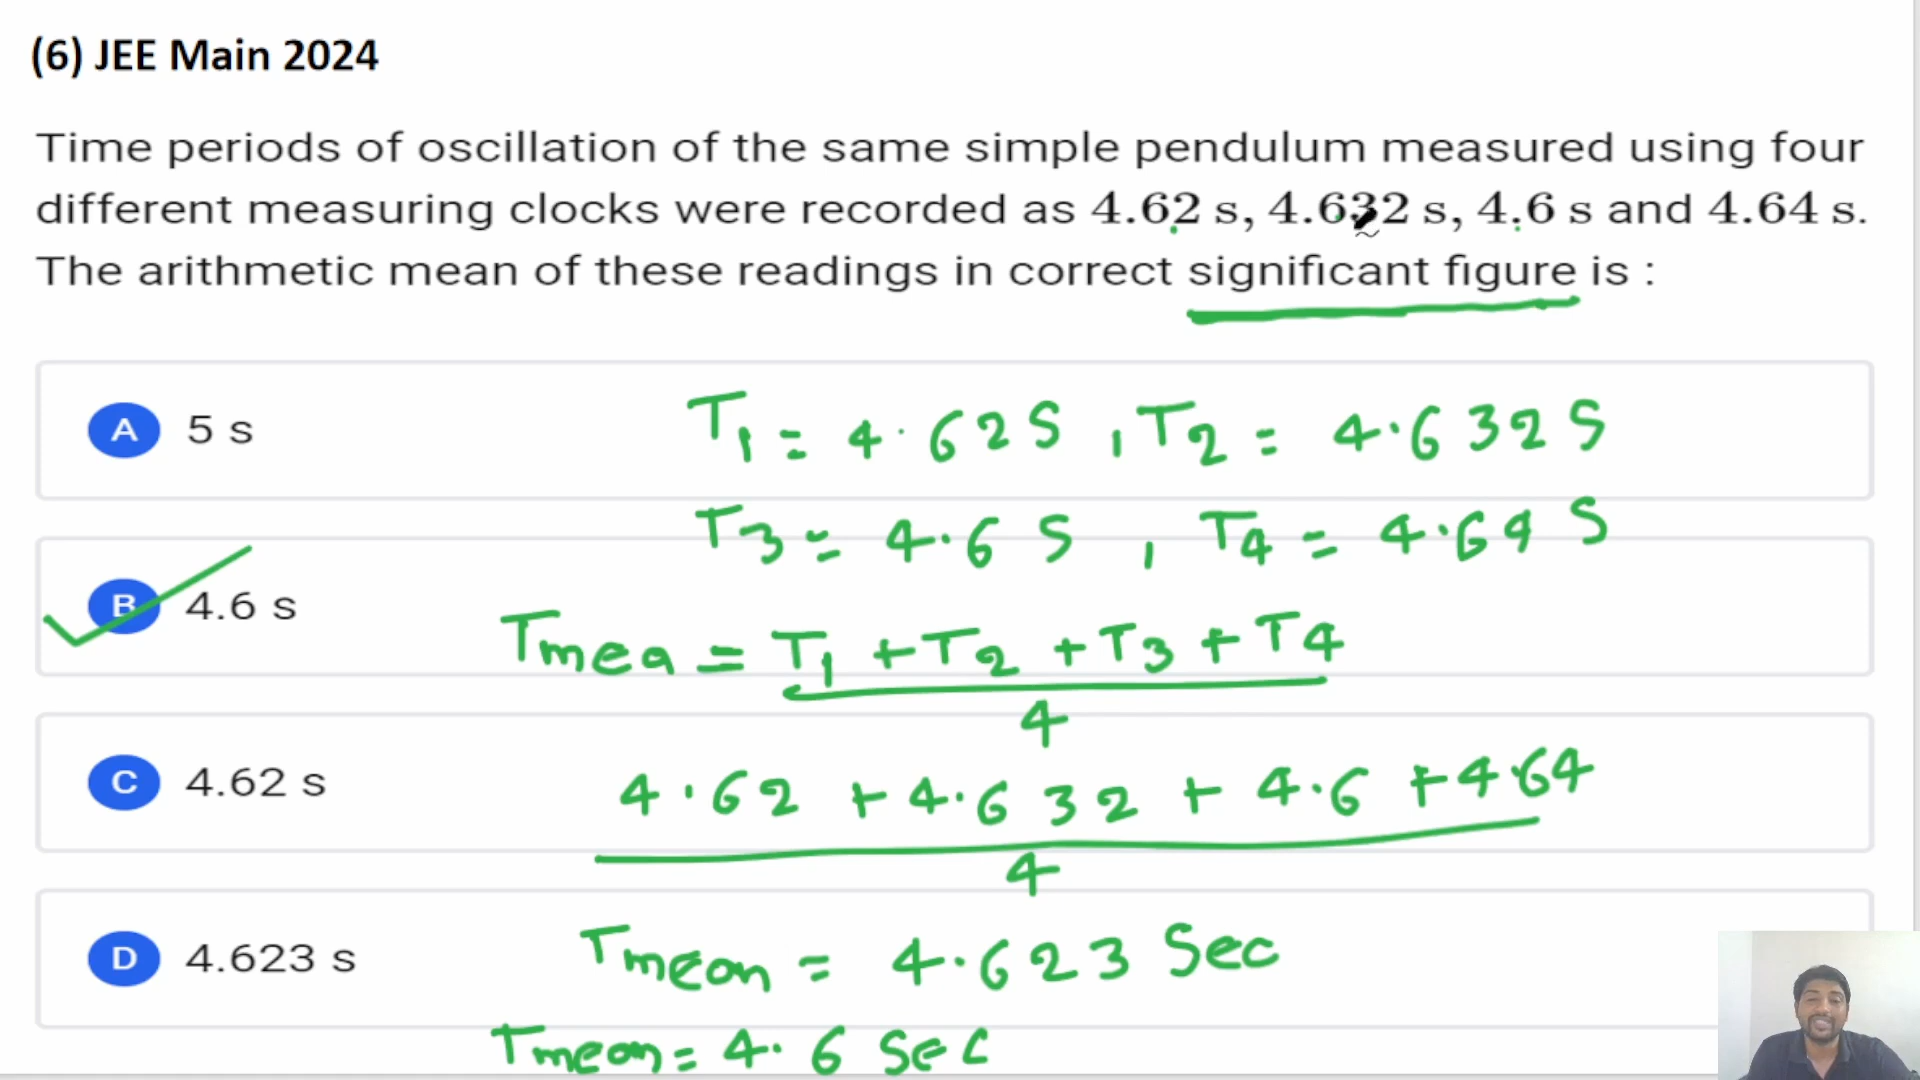 (6) JEE Main 2024
Time periods of oscillation of the same simple pendulum measured using four
different measuring clocks were recorded as 4.62 s, 4.632 s, 4.6 s and 4.64 s.
The arithmetic mean of these readings in correct significant figure is :
A 5 s
T1 = 4.62 S , T2 = 4.632 S
T3 = 4.6 S , T4 = 4.64 S
B 4.6 s
Tmea = T1 + T2 + T3 + T4
4
C 4.62 s
4.62 + 4.632 + 4.6 + 4.64
4
D 4.623 s
Tmean = 4.623 Sec
Tmean = 4.6 Sec